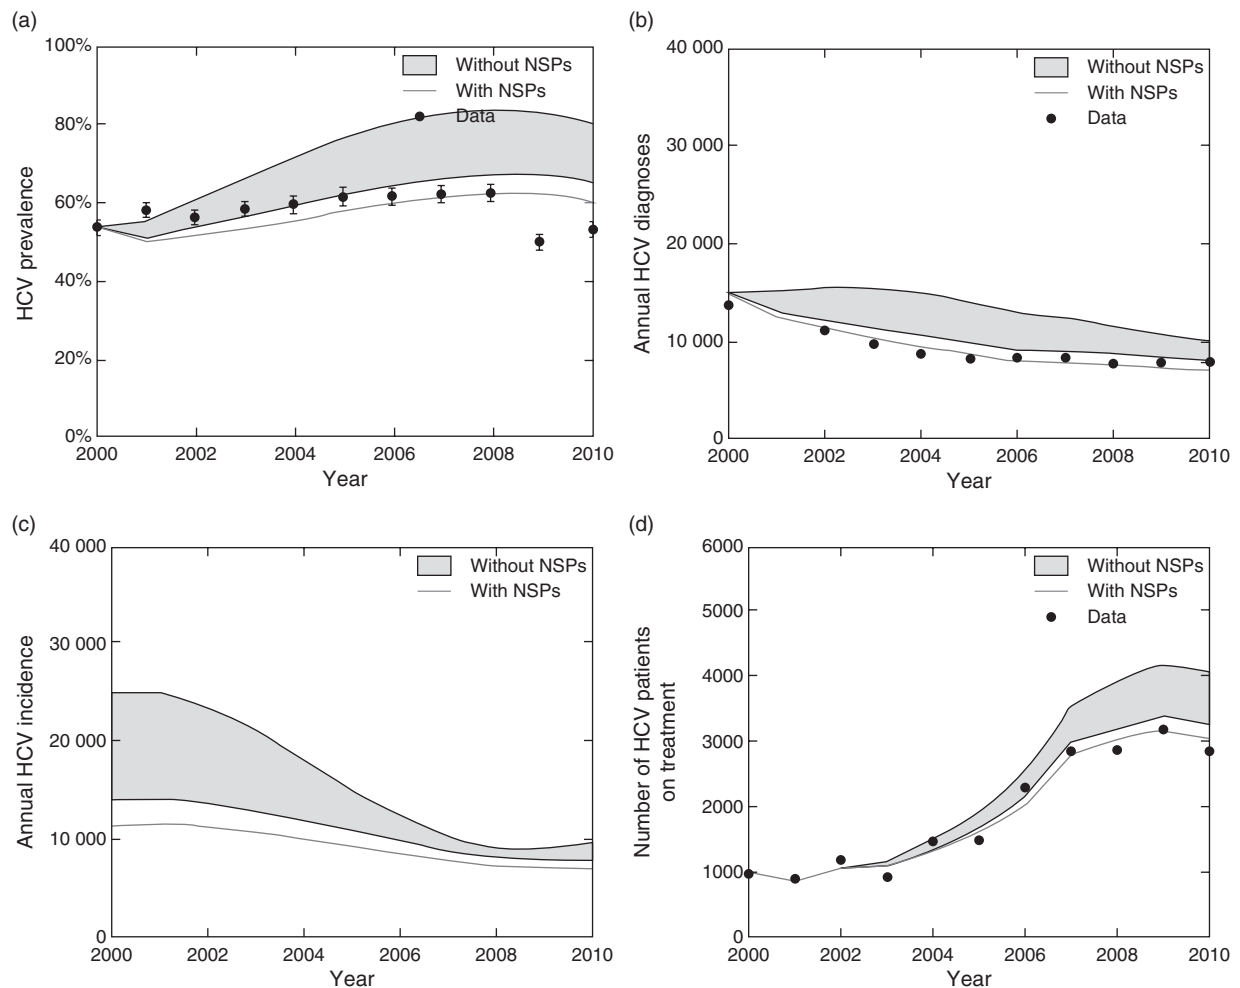 (a)
100%
80%
60%
40%
20%
0%
HCV prevalence
Without NSPs
With NSPs
Data
2000 2002 2004 2006 2008 2010
Year
(b)
40 000
30 000
20 000
10 000
0
Annual HCV diagnoses
Without NSPs
With NSPs
Data
2000 2002 2004 2006 2008 2010
Year
(c)
40 000
30 000
20 000
10 000
0
Annual HCV incidence
Without NSPs
With NSPs
2000 2002 2004 2006 2008 2010
Year
(d)
6000
5000
4000
3000
2000
1000
0
Number of HCV patients
on treatment
Without NSPs
With NSPs
Data
2000 2002 2004 2006 2008 2010
Year